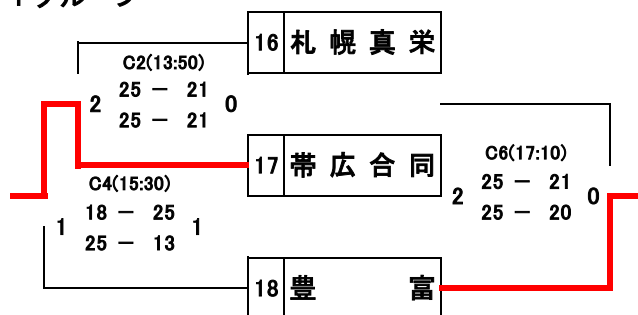 16 札幌真栄
C2(13:50)
2 25 － 21 0
25 － 21
17 帯広合同
C6(17:10)
2 25 － 21 0
25 － 20
C4(15:30)
1 18 － 25 1
25 － 13
18 豊富